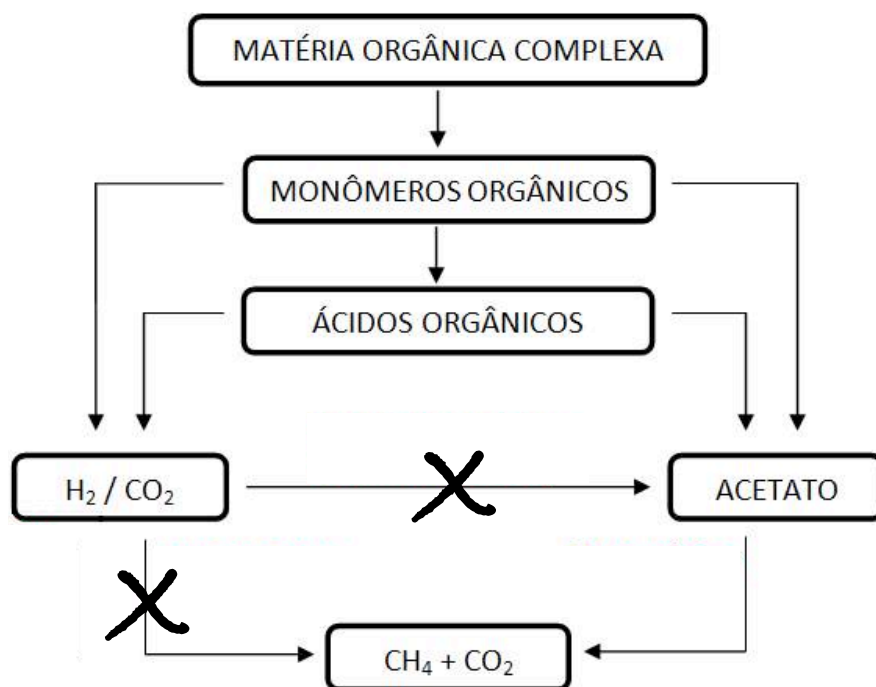 MATÉRIA ORGÂNICA COMPLEXA
MONÔMEROS ORGÂNICOS
ÁCIDOS ORGÂNICOS
H₂ / CO₂
ACETATO
CH₄ + CO₂